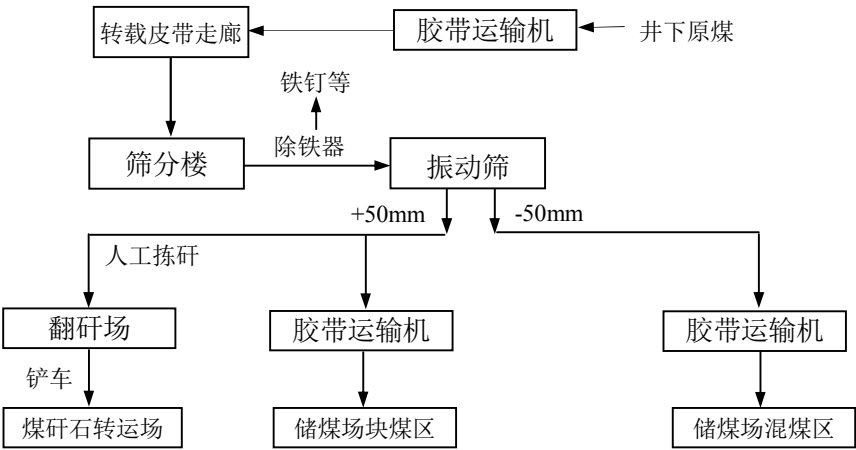 转载皮带走廊
胶带运输机
井下原煤
铁钉等
筛分楼
除铁器
振动筛
+50mm
-50mm
人工拣矸
翻矸场
胶带运输机
胶带运输机
铲车
煤矸石转运场
储煤场块煤区
储煤场混煤区